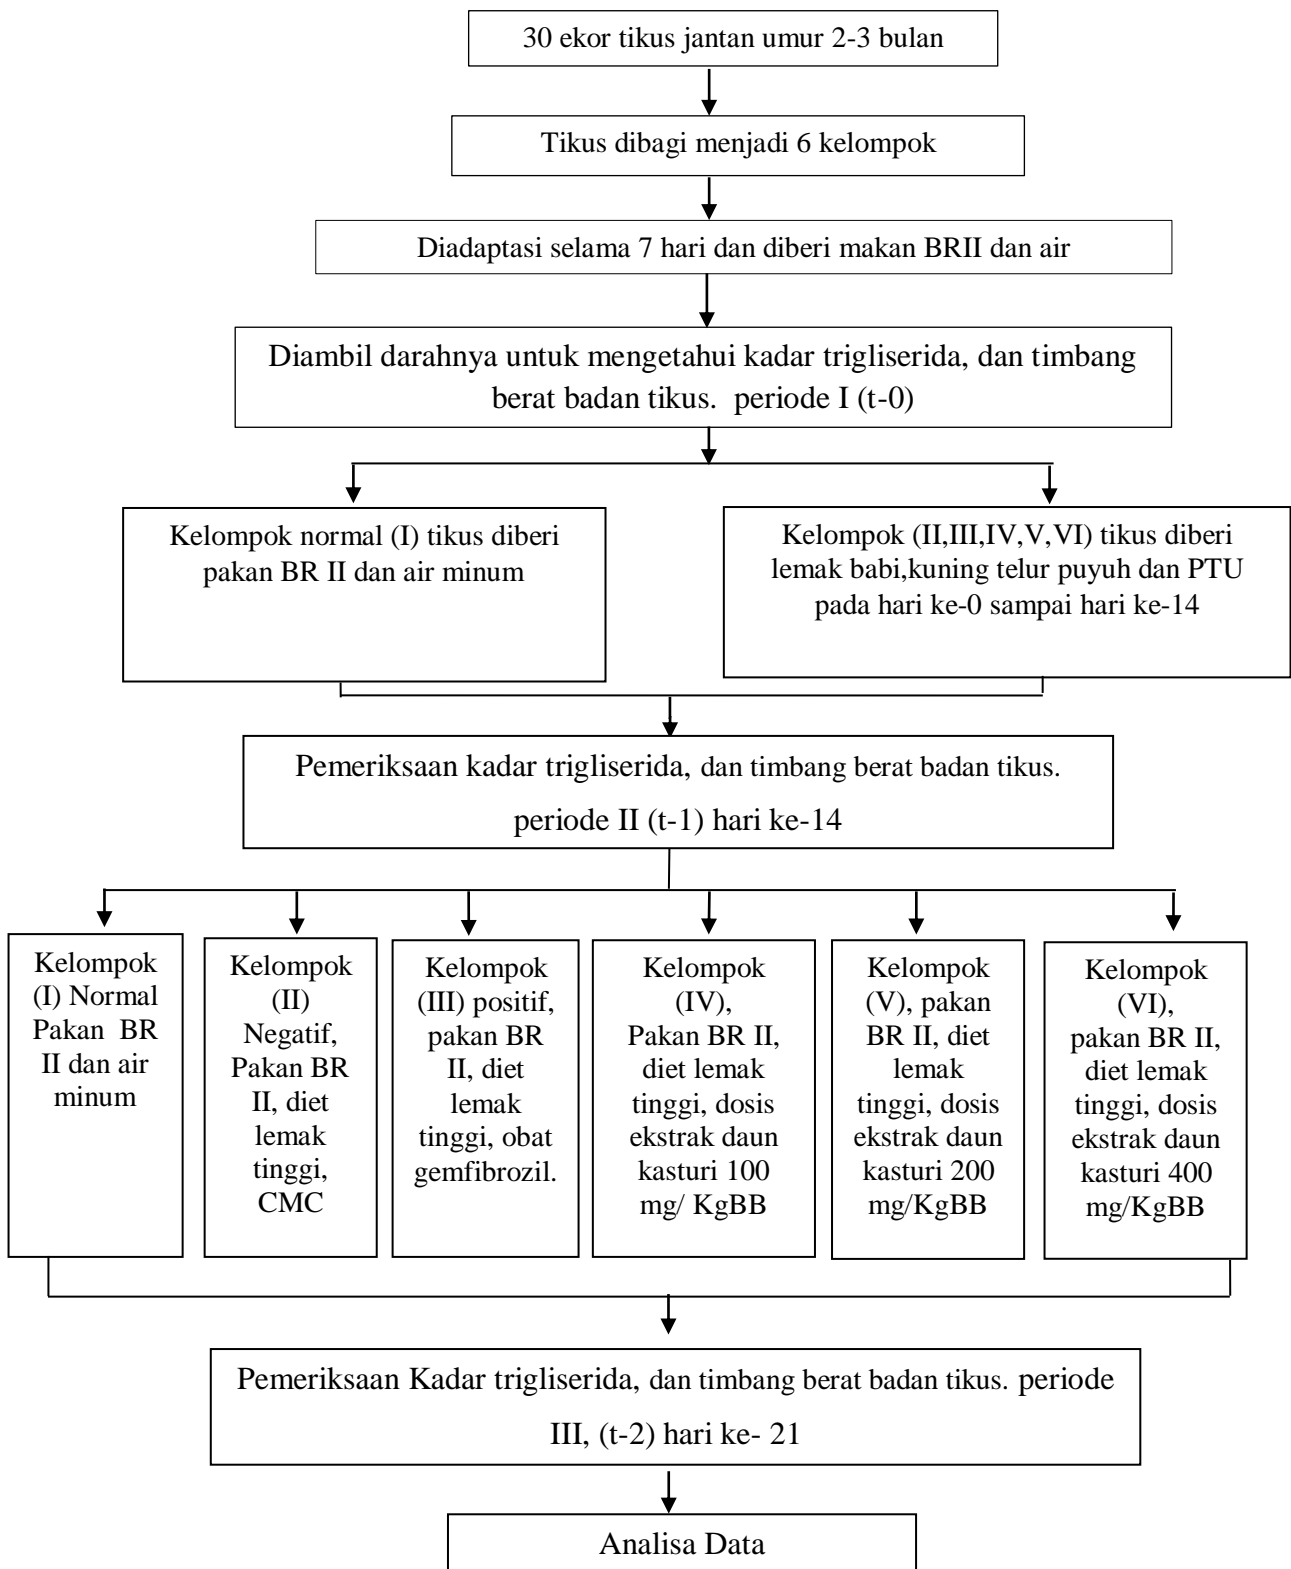 30 ekor tikus jantan umur 2-3 bulan
Tikus dibagi menjadi 6 kelompok
Diadaptasi selama 7 hari dan diberi makan BRII dan air
Diambil darahnya untuk mengetahui kadar trigliserida, dan timbang
berat badan tikus.  periode I (t-0)
Kelompok normal (I) tikus diberi
pakan BR II dan air minum
Kelompok (II,III,IV,V,VI) tikus diberi
lemak babi,kuning telur puyuh dan PTU
pada hari ke-0 sampai hari ke-14
Pemeriksaan kadar trigliserida, dan timbang berat badan tikus.
periode II (t-1) hari ke-14
Kelompok
(I) Normal
Pakan  BR
II dan air
minum
Kelompok
(II)
Negatif,
Pakan BR
II, diet
lemak
tinggi,
CMC
Kelompok
(III) positif,
pakan BR
II, diet
lemak
tinggi, obat
gemfibrozil.
Kelompok
(IV),
Pakan BR II,
diet lemak
tinggi, dosis
ekstrak daun
kasturi 100
mg/ KgBB
Kelompok
(V), pakan
BR II, diet
lemak
tinggi, dosis
ekstrak daun
kasturi 200
mg/KgBB
Kelompok
(VI),
pakan BR II,
diet lemak
tinggi, dosis
ekstrak daun
kasturi 400
mg/KgBB
Pemeriksaan Kadar trigliserida, dan timbang berat badan tikus. periode
III, (t-2) hari ke- 21
Analisa Data